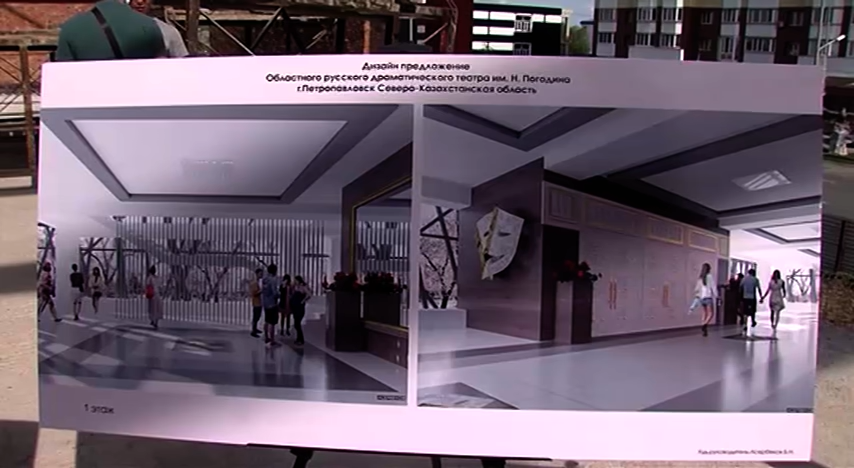 Дизайн предложение
Областного русского драматического театра им. Н. Погодина
г.Петропавловск Северо-Казахстанская область
1 этаж